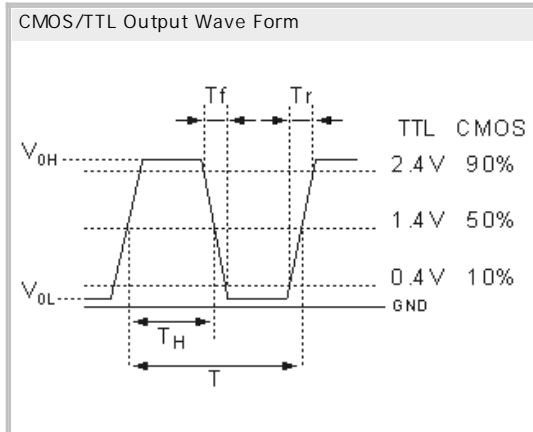 CMOS/TTL Output Wave Form
Tf Tr
TTL CMOS
VOH 2.4V 90%
1.4V 50%
0.4V 10%
VOL
GND
TH
T